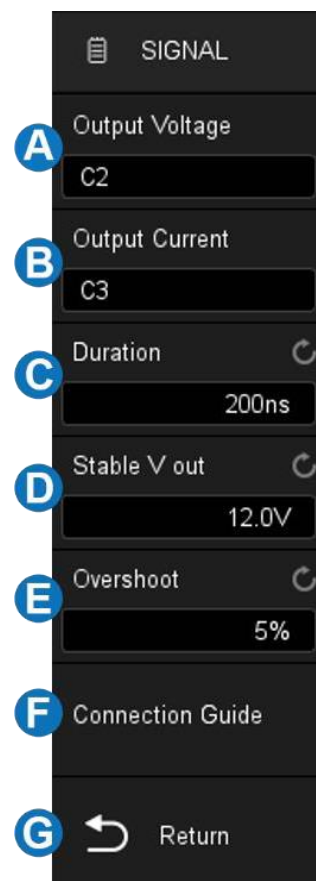 SIGNAL
A
Output Voltage
C2
B
Output Current
C3
C
Duration
200ns
D
Stable V out
12.0V
E
Overshoot
5%
F
Connection Guide
G
Return